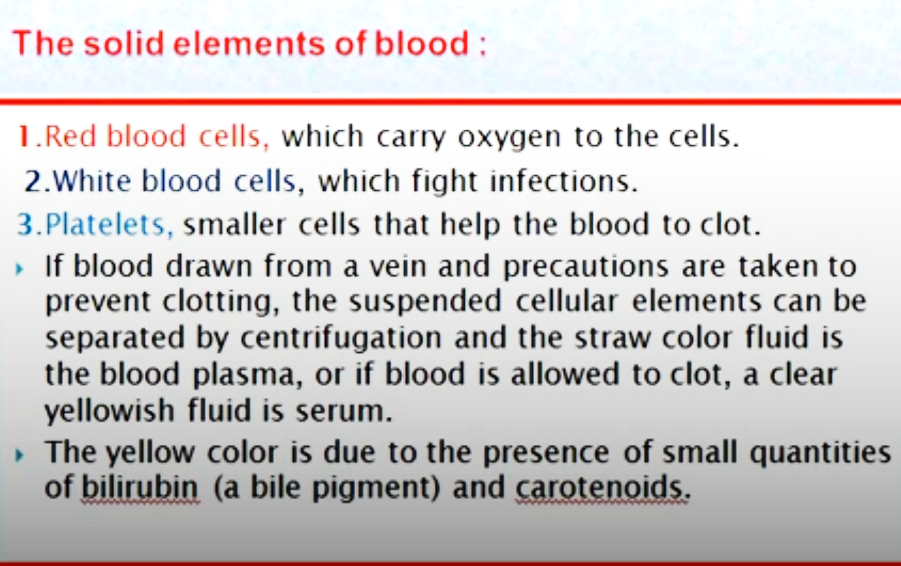 The solid elements of blood :
1.Red blood cells, which carry oxygen to the cells.
2.White blood cells, which fight infections.
3.Platelets, smaller cells that help the blood to clot.
If blood drawn from a vein and precautions are taken to
prevent clotting, the suspended cellular elements can be
separated by centrifugation and the straw color fluid is
the blood plasma, or if blood is allowed to clot, a clear
yellowish fluid is serum.
The yellow color is due to the presence of small quantities
of bilirubin (a bile pigment) and carotenoids.